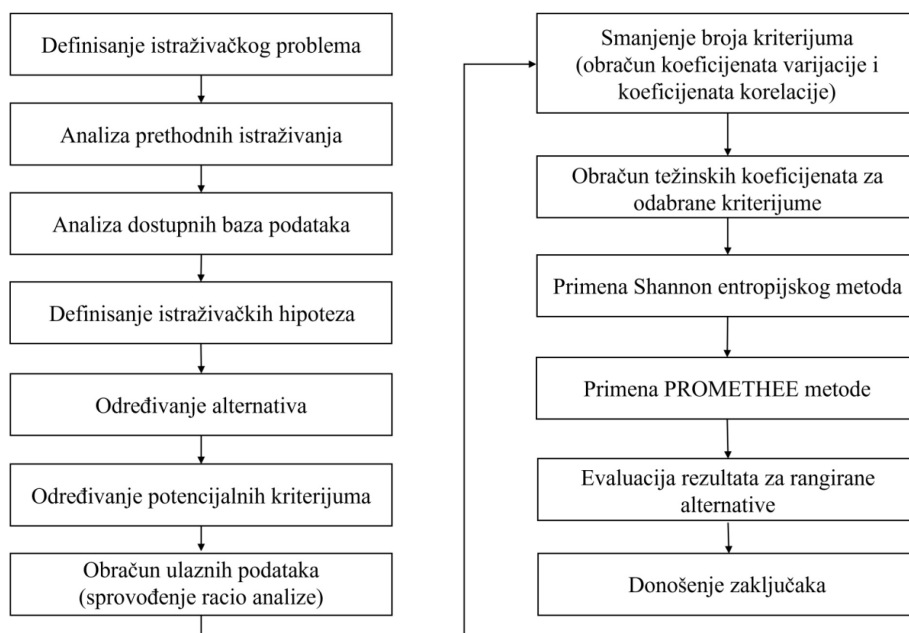 Definisanje istraživačkog problema
Analiza prethodnih istraživanja
Analiza dostupnih baza podataka
Definisanje istraživačkih hipoteza
Određivanje alternativa
Određivanje potencijalnih kriterijuma
Obračun ulaznih podataka
(sprovođenje racio analize)
Smanjenje broja kriterijuma
(obračun koeficijenata varijacije i
koeficijenata korelacije)
Obračun težinskih koeficijenata za
odabrane kriterijume
Primena Shannon entropijskog metoda
Primena PROMETHEE metode
Evaluacija rezultata za rangirane
alternative
Donošenje zaključaka